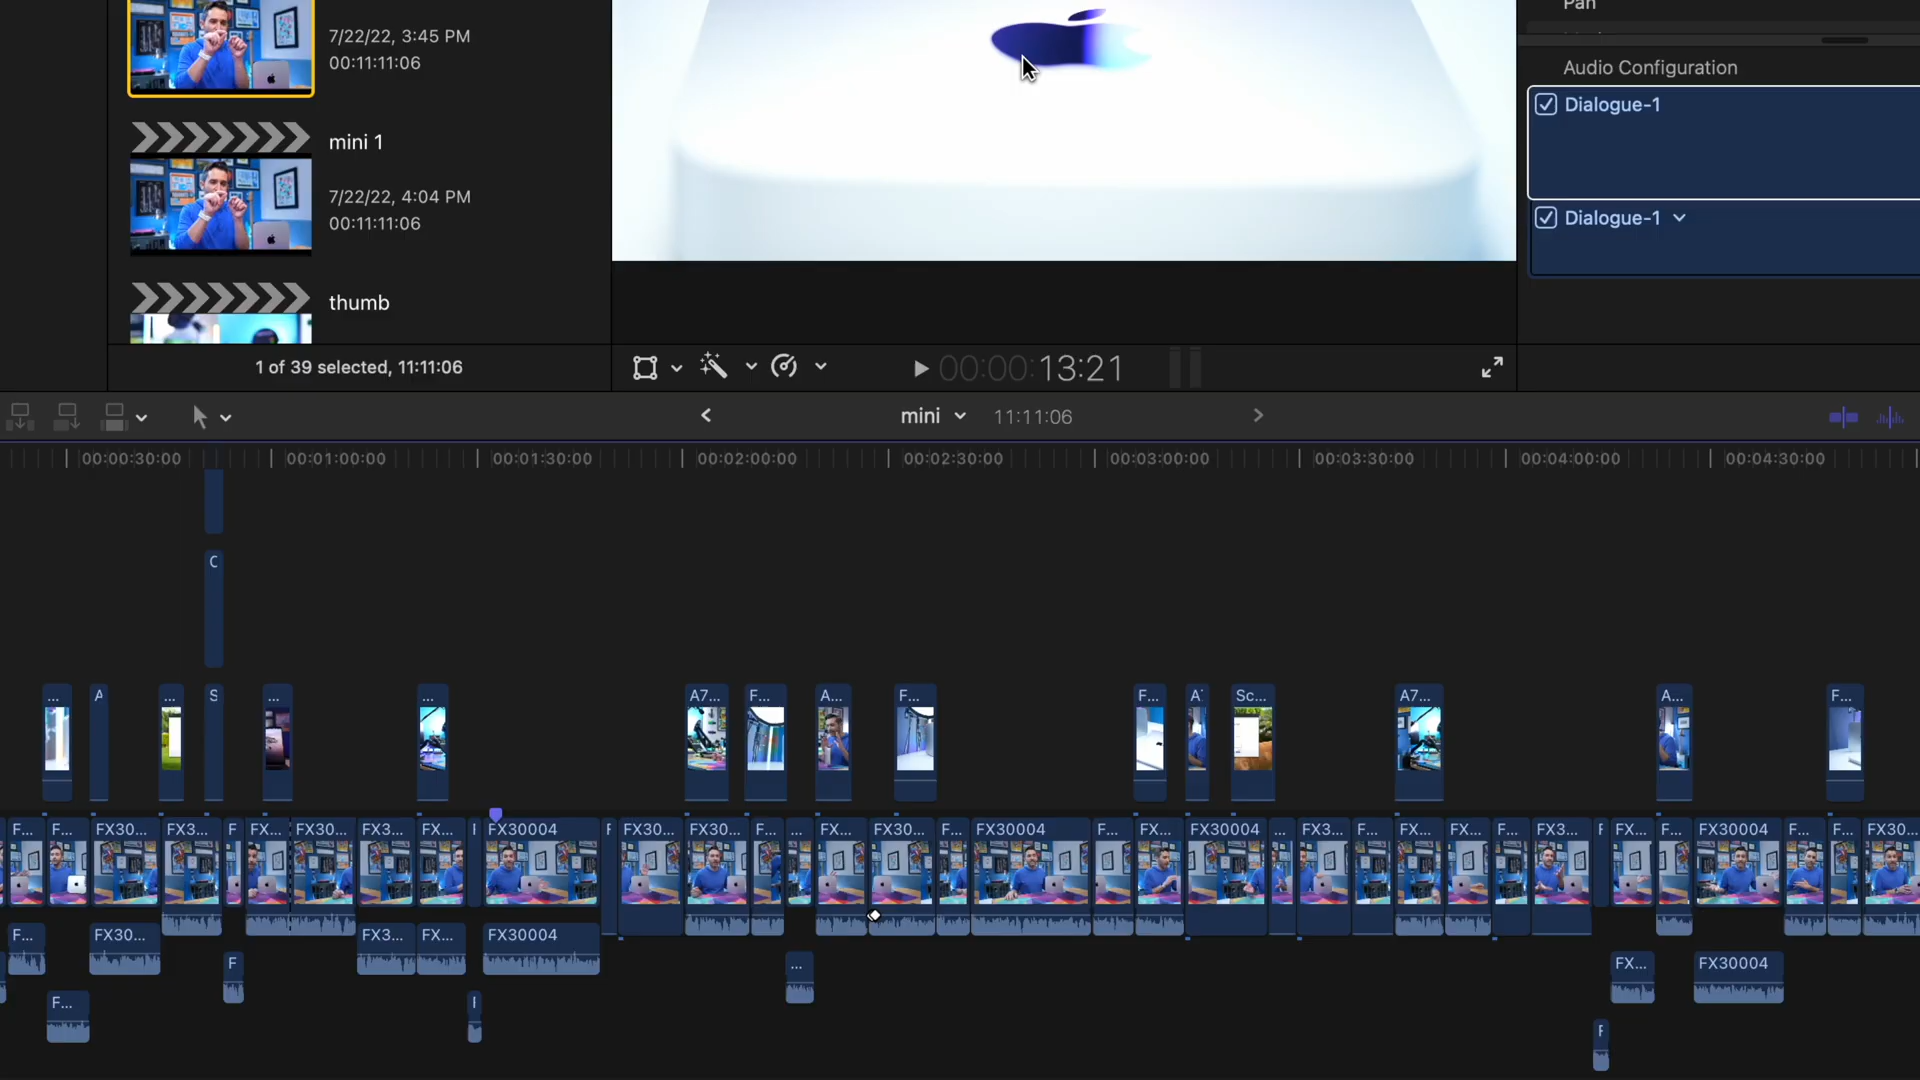 Pan
7/22/22, 3:45 PM
00:11:11:06
Audio Configuration
Dialogue-1
mini 1
7/22/22, 4:04 PM
00:11:11:06
Dialogue-1
thumb
1 of 39 selected, 11:11:06
00:00:13:21
mini 11:11:06
00:00:30:00 00:01:00:00 00:01:30:00 00:02:00:00 00:02:30:00 00:03:00:00 00:03:30:00 00:04:00:00 00:04:30:00
C
... A ... S ... ... A7... F... A... F... F... A Sc... A7... A... F...
F... F... FX30... FX3... F FX... FX30... FX3... FX... FX30004 F FX30... FX30... F... ... FX... FX30... F... FX30004 F... FX... FX30004 ... FX3... F... FX... FX... F... FX3... F FX... F... FX30004 F... F... FX30...
F... FX30... FX3... FX... FX30004
F ... FX... FX30004
F...
F